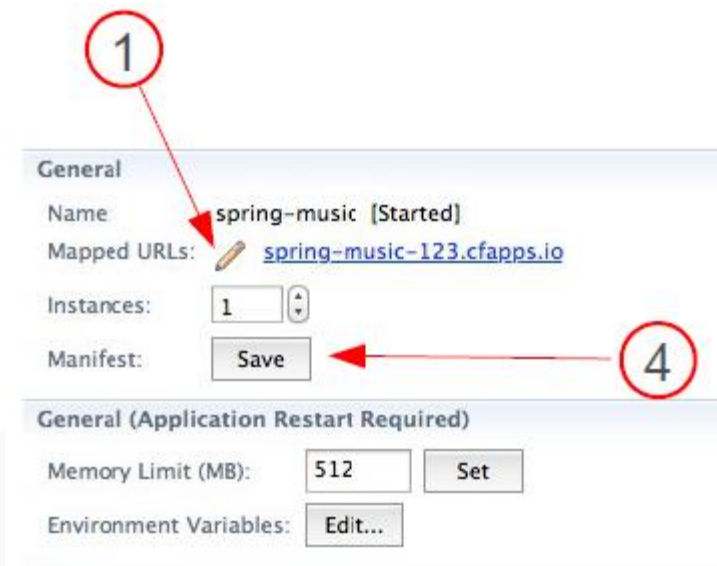 1
General
Name spring-music [Started]
Mapped URLs: spring-music-123.cfapps.io
Instances: 1
Manifest: Save
4
General (Application Restart Required)
Memory Limit (MB): 512 Set
Environment Variables: Edit...